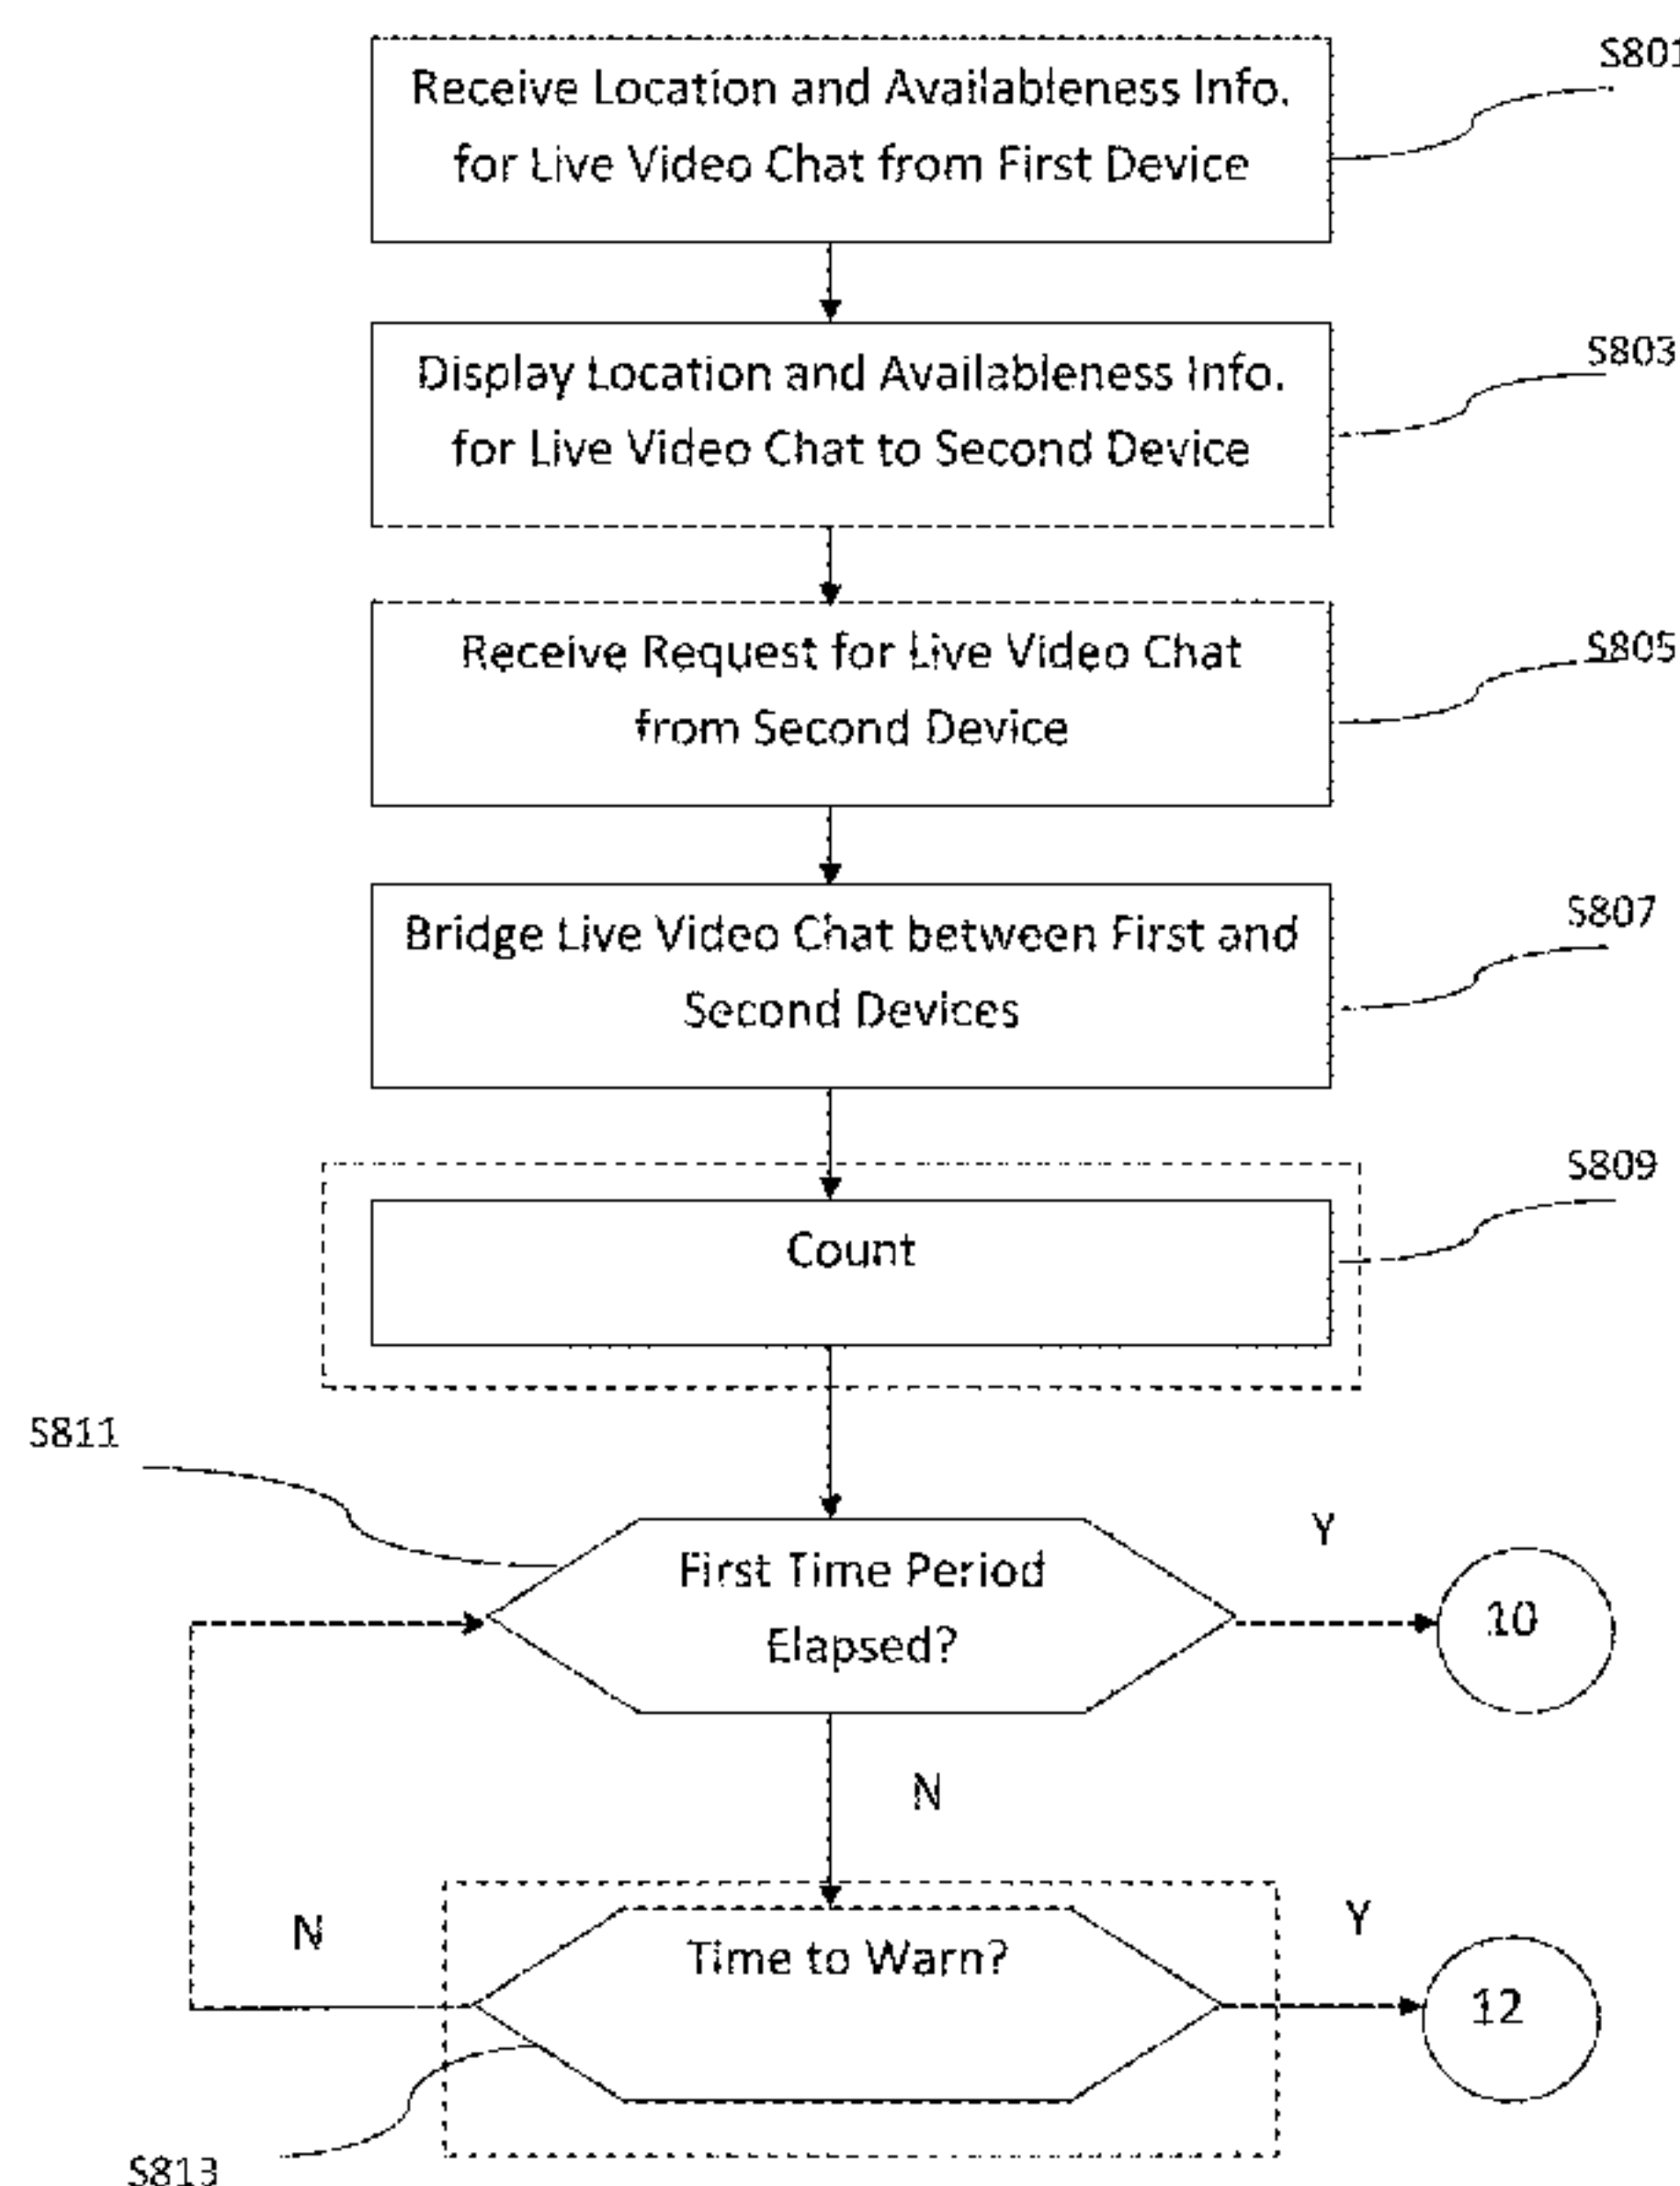 Receive Location and Availableness Info.
for Live Video Chat from First Device
S801
Display Location and Availableness Info.
for Live Video Chat to Second Device
S803
Receive Request for Live Video Chat
from Second Device
S805
Bridge Live Video Chat between First and
Second Devices
S807
Count
S809
S811
First Time Period
Elapsed?
Y
10
N
Time to Warn?
N
Y
12
S813